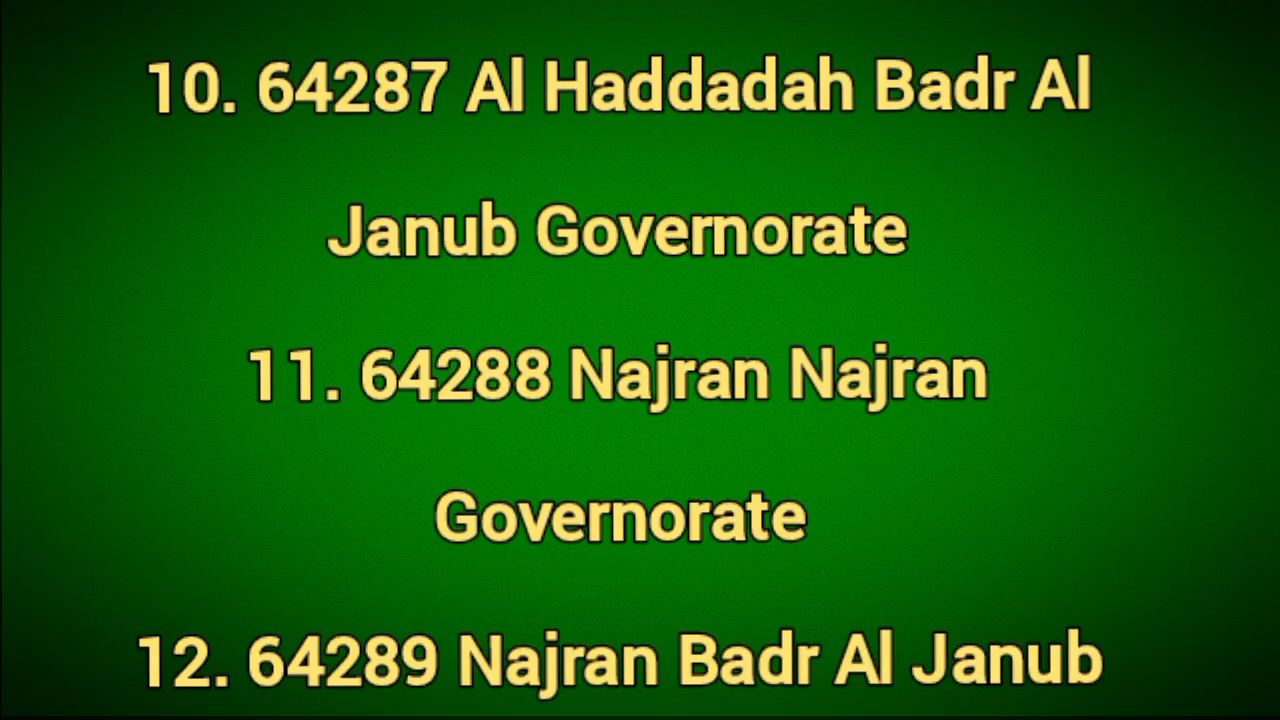 10. 64287 Al Haddadah Badr Al
Janub Governorate
11. 64288 Najran Najran
Governorate
12. 64289 Najran Badr Al Janub